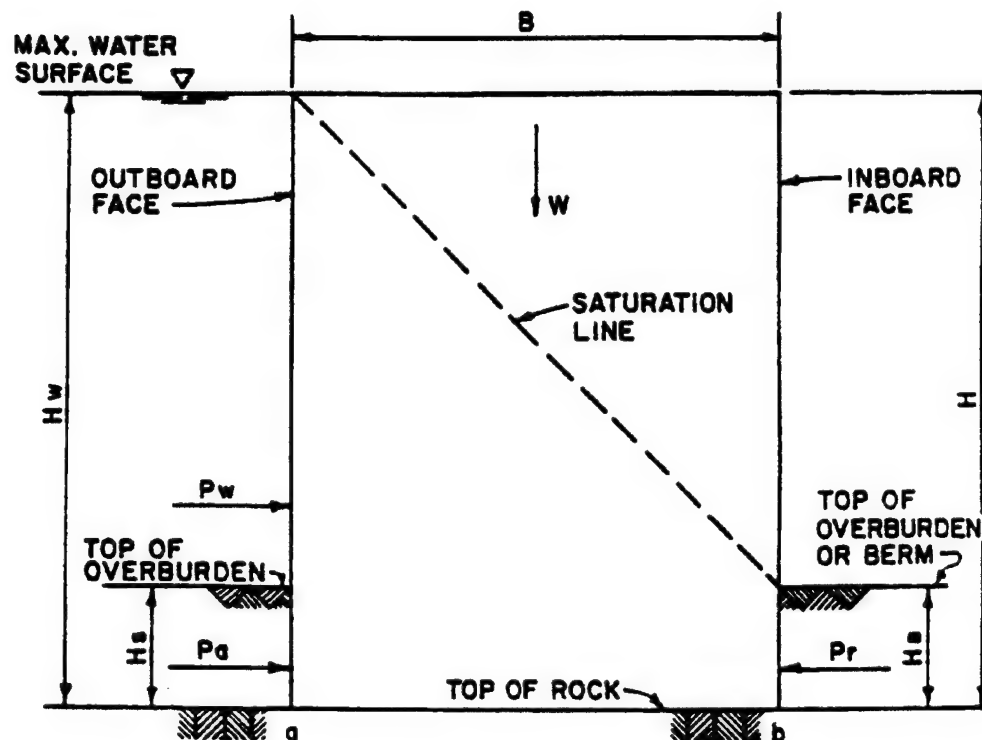 B
MAX. WATER
SURFACE
OUTBOARD
FACE
W
INBOARD
FACE
SATURATION
LINE
Hw
H
Pw
TOP OF
OVERBURDEN
TOP OF
OVERBURDEN
OR BERM
Hs
Pa
Pr
Hs
TOP OF ROCK
a
b